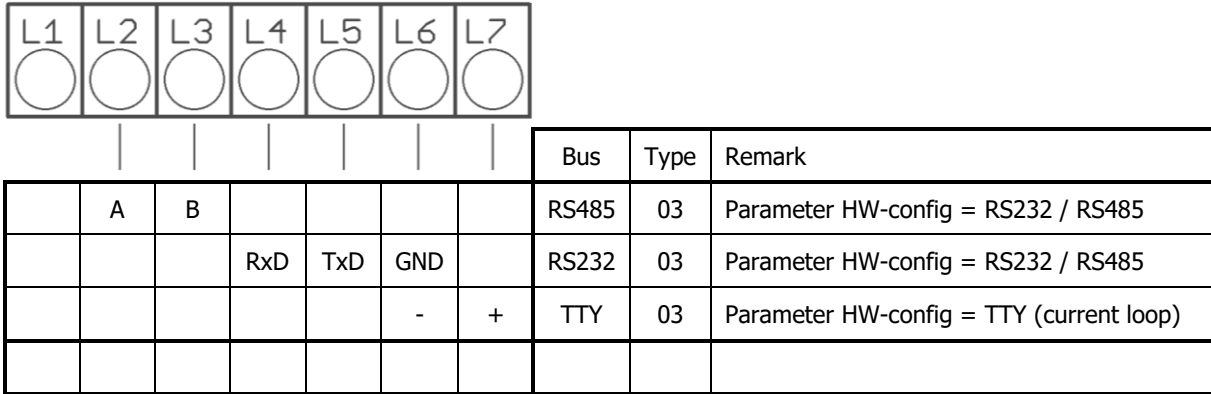 L1 L2 L3 L4 L5 L6 L7
Bus Type Remark
A B RS485 03 Parameter HW-config = RS232 / RS485
RxD TxD GND RS232 03 Parameter HW-config = RS232 / RS485
- + TTY 03 Parameter HW-config = TTY (current loop)